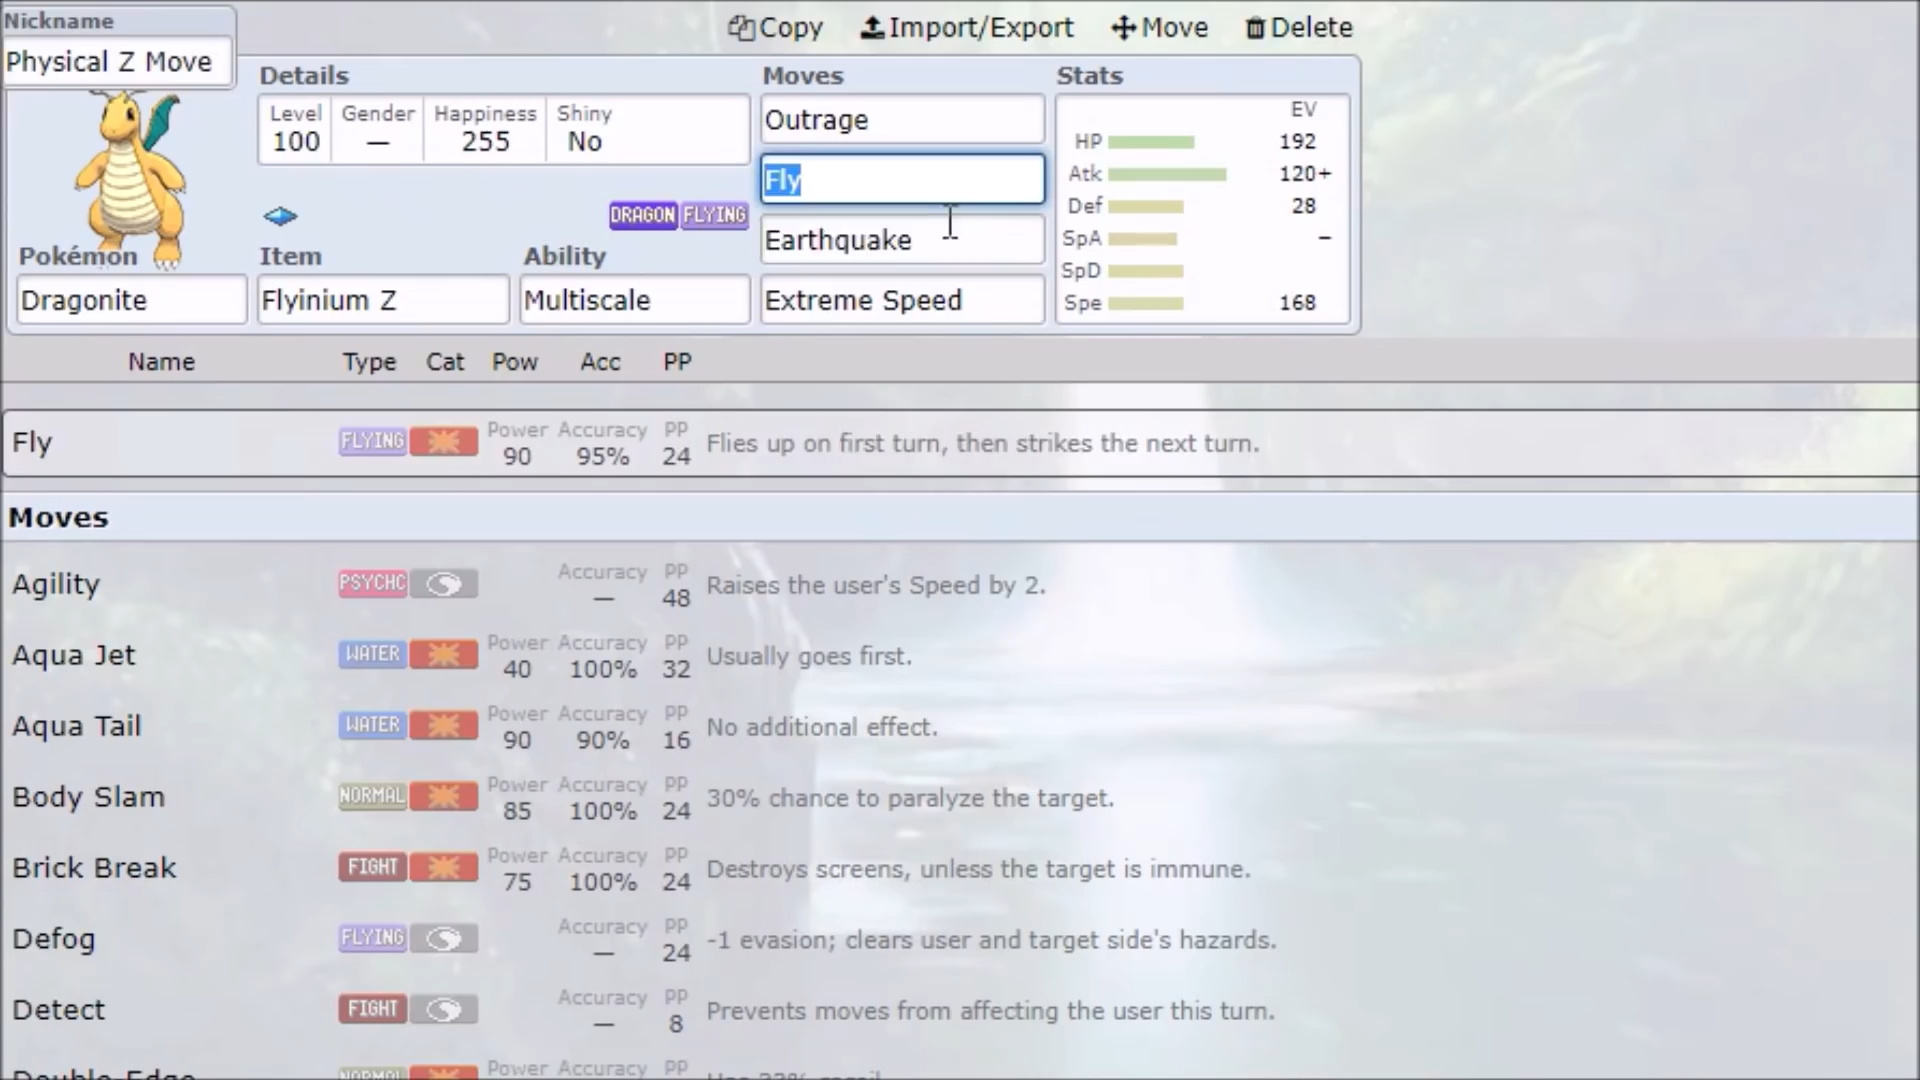 Nickname
Physical Z Move
Copy Import/Export Move Delete
Details
Level Gender Happiness Shiny
100 — 255 No
DRAGON FLYING
Pokémon Item Ability
Dragonite Flyinium Z Multiscale
Moves
Outrage
Fly
Earthquake
Extreme Speed
Stats
EV
HP 192
Atk 120+
Def 28
SpA –
SpD
Spe 168
Name Type Cat Pow Acc PP
Fly FLYING Power 90 Accuracy 95% PP 24 Flies up on first turn, then strikes the next turn.
Moves
Agility PSYCHC Accuracy — PP 48 Raises the user's Speed by 2.
Aqua Jet WATER Power 40 Accuracy 100% PP 32 Usually goes first.
Aqua Tail WATER Power 90 Accuracy 90% PP 16 No additional effect.
Body Slam NORMAL Power 85 Accuracy 100% PP 24 30% chance to paralyze the target.
Brick Break FIGHT Power 75 Accuracy 100% PP 24 Destroys screens, unless the target is immune.
Defog FLYING Accuracy — PP 24 -1 evasion; clears user and target side's hazards.
Detect FIGHT Accuracy — PP 8 Prevents moves from affecting the user this turn.
Double-Edge NORMAL Power Accuracy PP